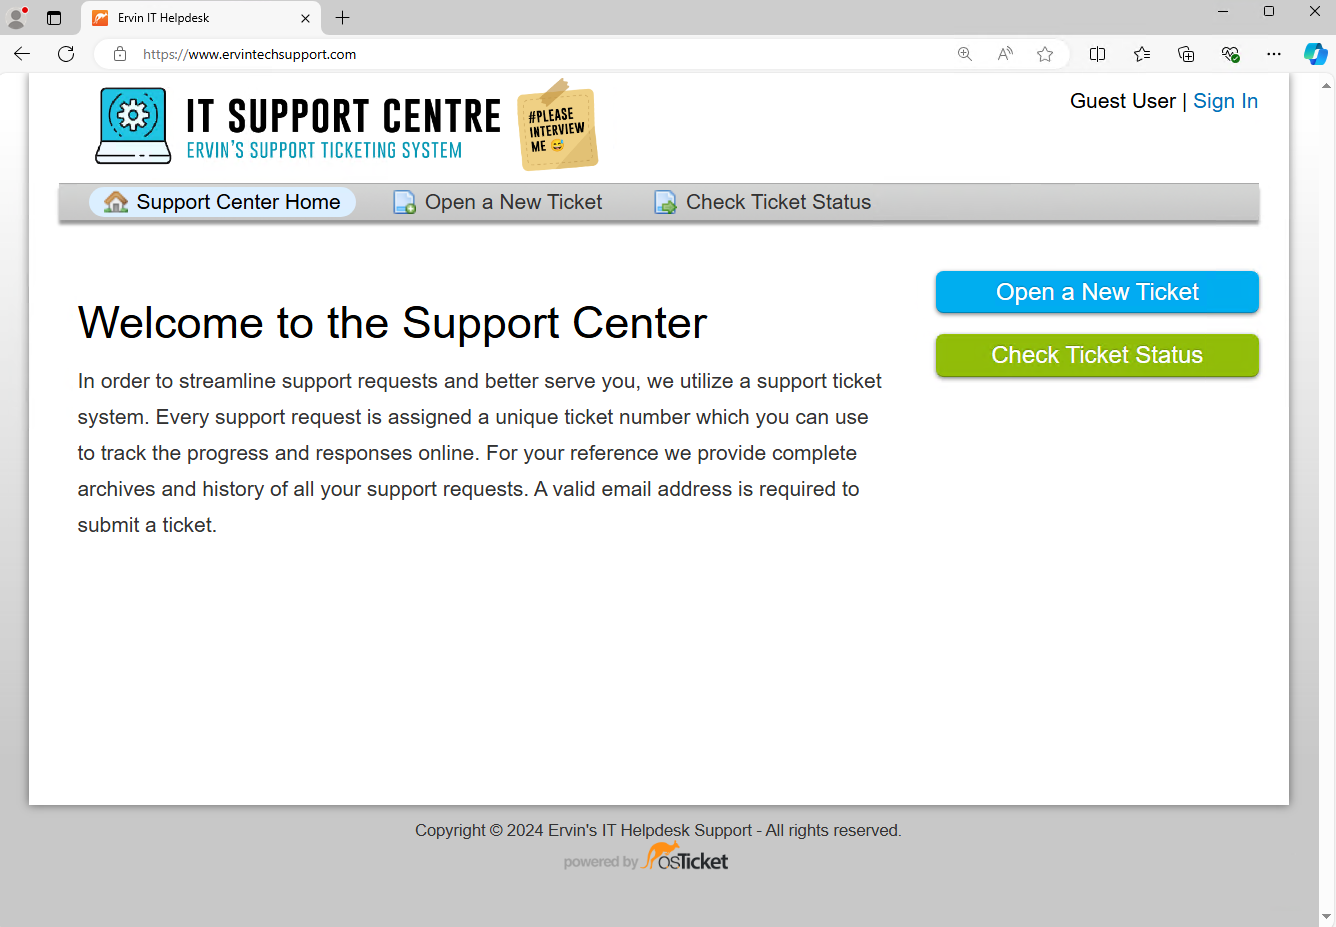 Ervin IT Helpdesk
https://www.ervintechsupport.com
IT SUPPORT CENTRE
ERVIN'S SUPPORT TICKETING SYSTEM
#PLEASE
INTERVIEW
ME 😅
Guest User | Sign In
Support Center Home Open a New Ticket Check Ticket Status
Open a New Ticket
Check Ticket Status
Welcome to the Support Center
In order to streamline support requests and better serve you, we utilize a support ticket
system. Every support request is assigned a unique ticket number which you can use
to track the progress and responses online. For your reference we provide complete
archives and history of all your support requests. A valid email address is required to
submit a ticket.
Copyright © 2024 Ervin's IT Helpdesk Support - All rights reserved.
powered by osTicket